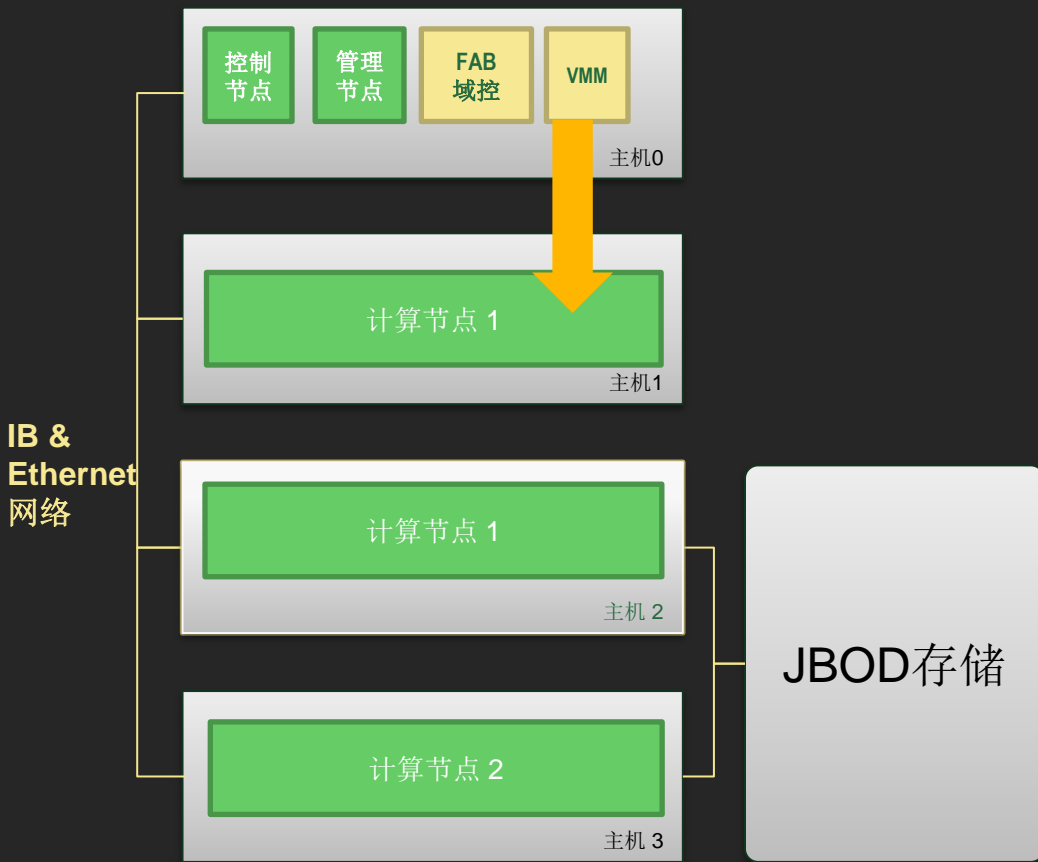 控制
节点
管理
节点
FAB
域控
VMM
主机0
计算节点 1
主机1
IB &
Ethernet
网络
计算节点 1
主机 2
JBOD存储
计算节点 2
主机 3